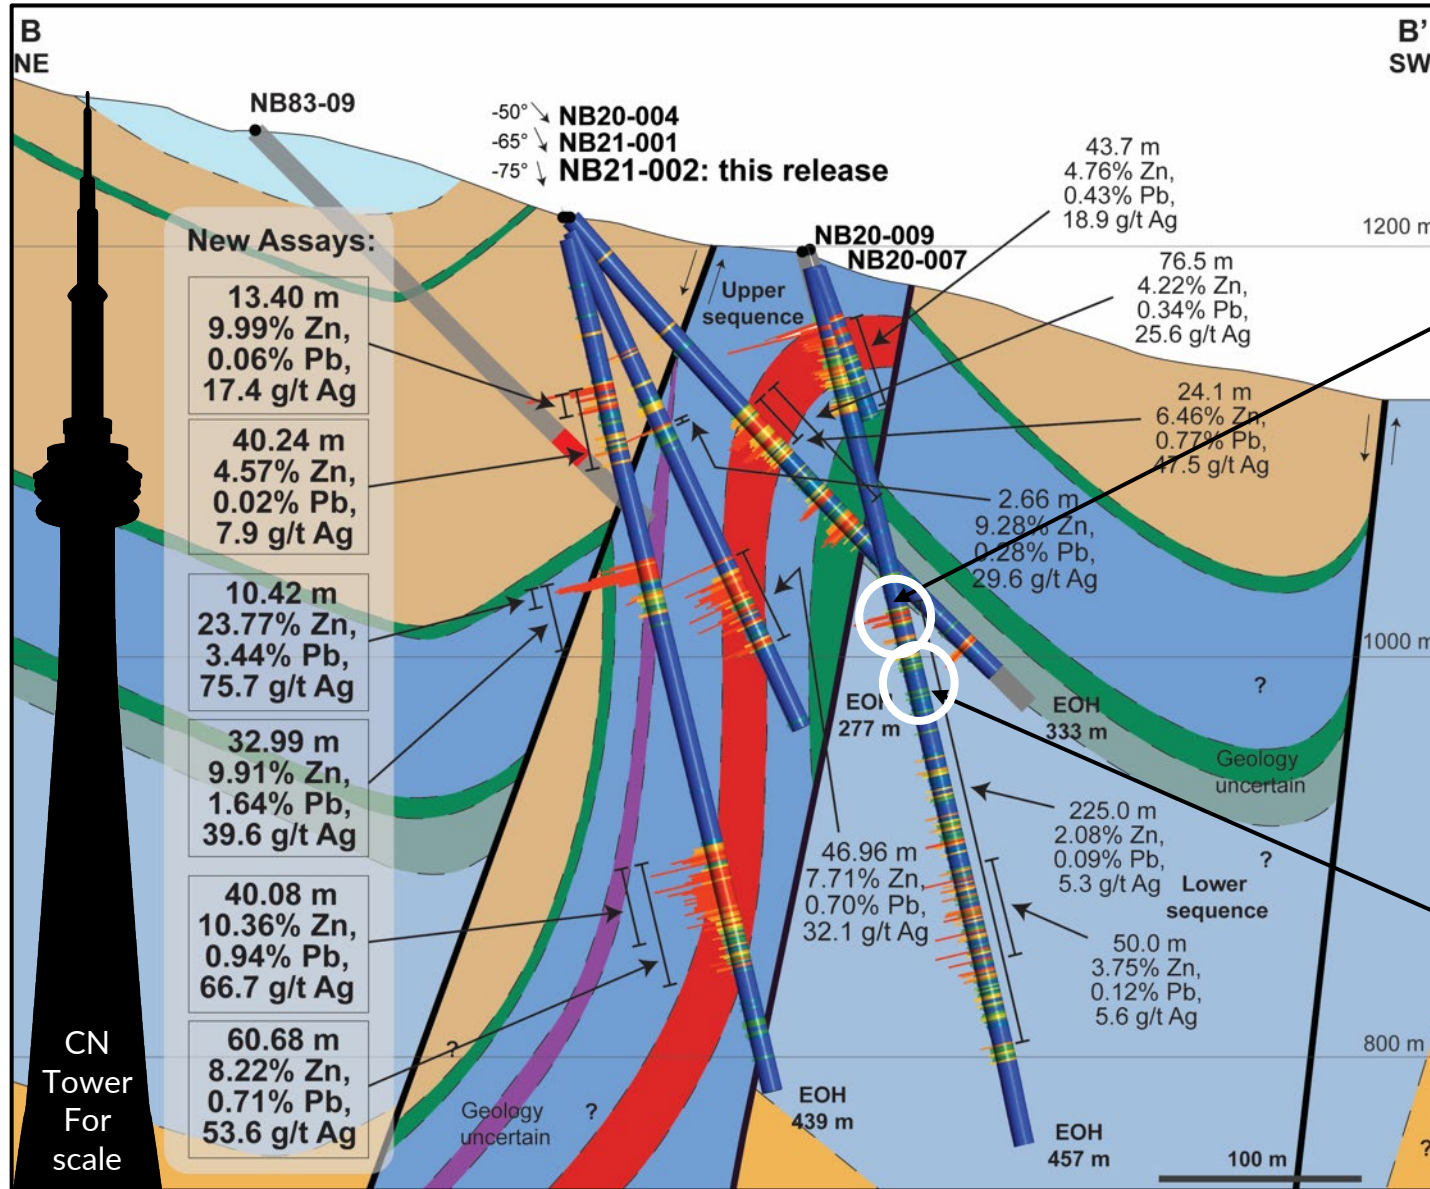 B
NE
B'
SW
NB83-09
-50° NB20-004
-65° NB21-001
-75° NB21-002: this release
NB20-009
NB20-007
43.7 m
4.76% Zn,
0.43% Pb,
18.9 g/t Ag
1200 m
76.5 m
4.22% Zn,
0.34% Pb,
25.6 g/t Ag
Upper
sequence
24.1 m
6.46% Zn,
0.77% Pb,
47.5 g/t Ag
2.66 m
9.28% Zn,
0.28% Pb,
29.6 g/t Ag
New Assays:
13.40 m
9.99% Zn,
0.06% Pb,
17.4 g/t Ag
40.24 m
4.57% Zn,
0.02% Pb,
7.9 g/t Ag
10.42 m
23.77% Zn,
3.44% Pb,
75.7 g/t Ag
32.99 m
9.91% Zn,
1.64% Pb,
39.6 g/t Ag
40.08 m
10.36% Zn,
0.94% Pb,
66.7 g/t Ag
60.68 m
8.22% Zn,
0.71% Pb,
53.6 g/t Ag
1000 m
?
EOH
277 m
EOH
333 m
Geology
uncertain
225.0 m
2.08% Zn,
0.09% Pb,
5.3 g/t Ag
?
Lower
sequence
46.96 m
7.71% Zn,
0.70% Pb,
32.1 g/t Ag
50.0 m
3.75% Zn,
0.12% Pb,
5.6 g/t Ag
800 m
?
Geology
uncertain
?
EOH
439 m
EOH
457 m
100 m
?
CN
Tower
For
scale